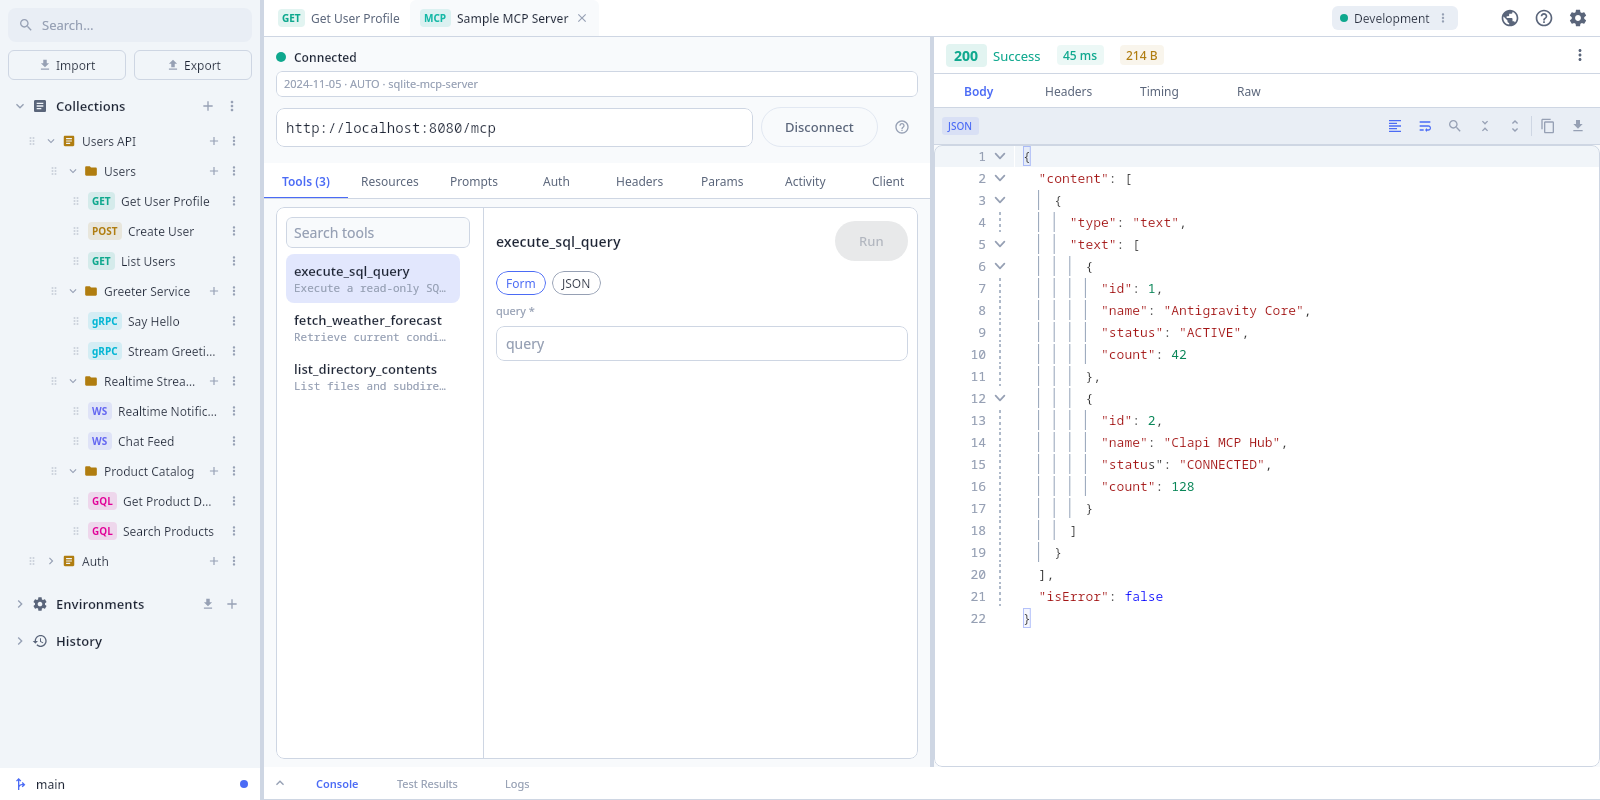 Search...
Import
Export
Collections
Users API
Users
GET Get User Profile
POST Create User
GET List Users
Greeter Service
gRPC Say Hello
gRPC Stream Greeti...
Realtime Strea...
WS Realtime Notific...
WS Chat Feed
Product Catalog
GQL Get Product D...
GQL Search Products
Auth
Environments
History
main
GET Get User Profile
MCP Sample MCP Server
Development
Connected
2024-11-05 · AUTO · sqlite-mcp-server
http://localhost:8080/mcp
Disconnect
Tools (3) Resources Prompts Auth Headers Params Activity Client
Search tools
execute_sql_query
Execute a read-only SQ…
fetch_weather_forecast
Retrieve current condi…
list_directory_contents
List files and subdire…
execute_sql_query
Run
Form JSON
query *
query
Console Test Results Logs
200 Success 45 ms 214 B
Body Headers Timing Raw
JSON
1 {
2 "content": [
3 {
4 "type": "text",
5 "text": [
6 {
7 "id": 1,
8 "name": "Antigravity Core",
9 "status": "ACTIVE",
10 "count": 42
11 },
12 {
13 "id": 2,
14 "name": "Clapi MCP Hub",
15 "status": "CONNECTED",
16 "count": 128
17 }
18 ]
19 }
20 ],
21 "isError": false
22 }